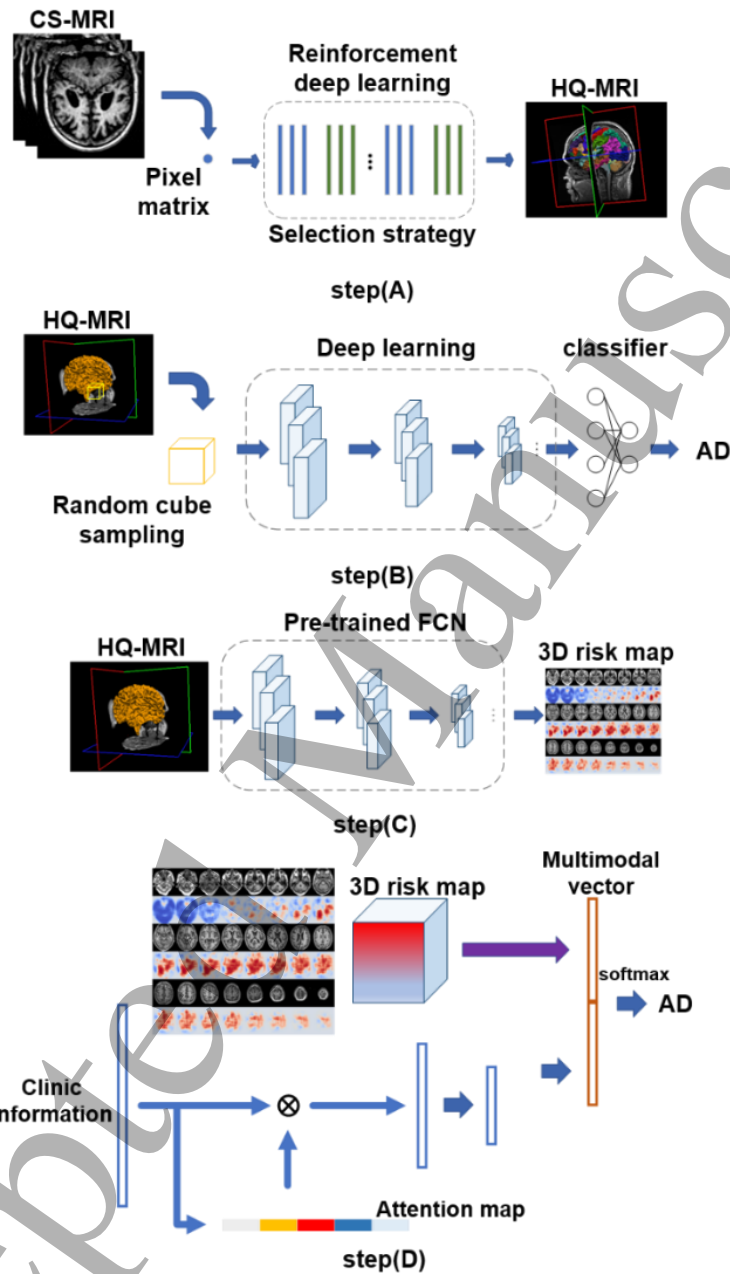 CS-MRI
Reinforcement
deep learning
HQ-MRI
Pixel
matrix
Selection strategy
step(A)
HQ-MRI
Deep learning
classifier
AD
Random cube
sampling
step(B)
Pre-trained FCN
HQ-MRI
3D risk map
step(C)
Multimodal
vector
3D risk map
softmax
AD
Clinic
nformation
Attention map
step(D)
pted Manusc